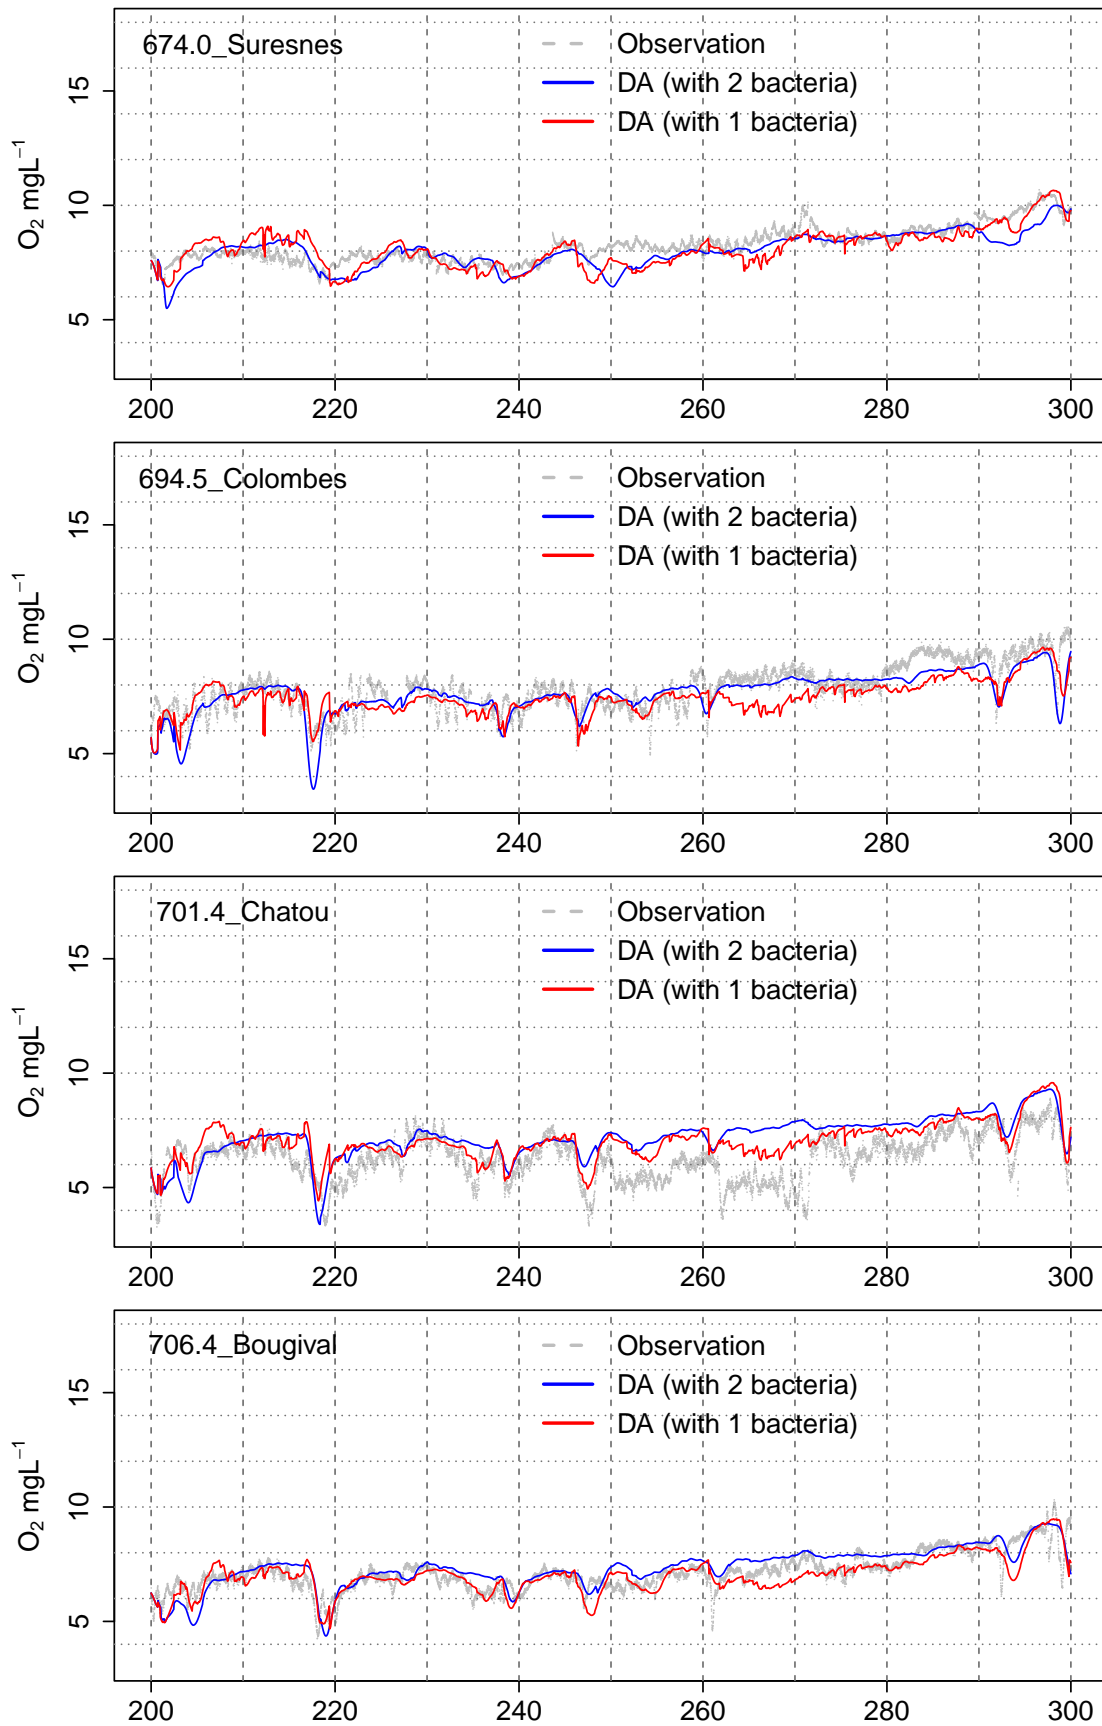 674.0_Suresnes
Observation
DA (with 2 bacteria)
DA (with 1 bacteria)
O₂ mgL⁻¹
15
10
5
200 220 240 260 280 300
694.5_Colombes
Observation
DA (with 2 bacteria)
DA (with 1 bacteria)
O₂ mgL⁻¹
15
10
5
200 220 240 260 280 300
701.4_Chatou
Observation
DA (with 2 bacteria)
DA (with 1 bacteria)
O₂ mgL⁻¹
15
10
5
200 220 240 260 280 300
706.4_Bougival
Observation
DA (with 2 bacteria)
DA (with 1 bacteria)
O₂ mgL⁻¹
15
10
5
200 220 240 260 280 300